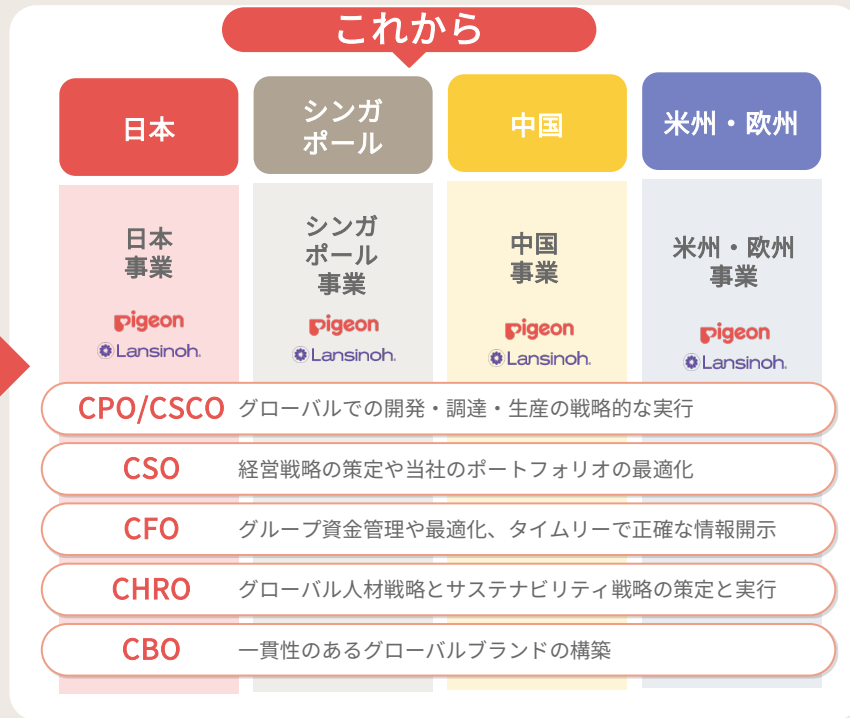 これから
日本
シンガ
ポール
中国
米州・欧州
日本
事業
pigeon
Lansinoh.
シンガ
ポール
事業
pigeon
Lansinoh.
中国
事業
pigeon
Lansinoh.
米州・欧州
事業
pigeon
Lansinoh.
CPO/CSCO グローバルでの開発・調達・生産の戦略的な実行
CSO 経営戦略の策定や当社のポートフォリオの最適化
CFO グループ資金管理や最適化、タイムリーで正確な情報開示
CHRO グローバル人材戦略とサステナビリティ戦略の策定と実行
CBO 一貫性のあるグローバルブランドの構築